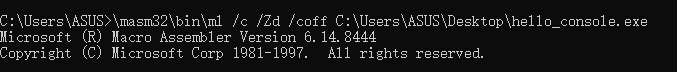 C:\Users\ASUS>\masm32\bin\ml /c /Zd /coff C:\Users\ASUS\Desktop\hello_console.exe
Microsoft (R) Macro Assembler Version 6.14.8444
Copyright (C) Microsoft Corp 1981-1997.  All rights reserved.